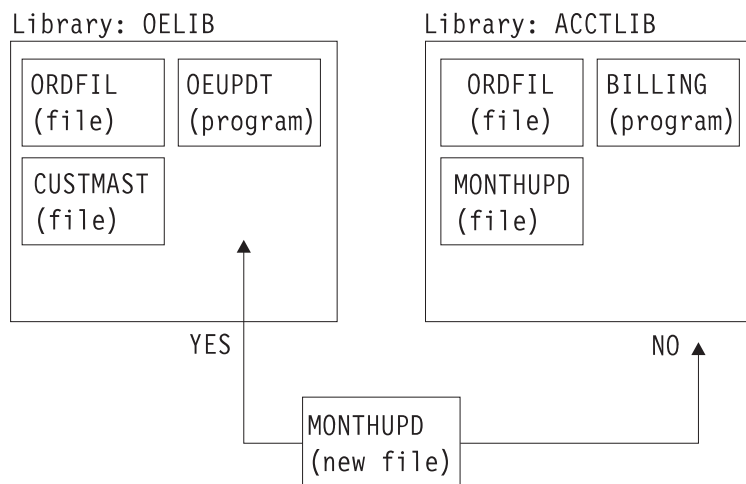 Library: OELIB
ORDFIL
(file)
OEUPDT
(program)
CUSTMAST
(file)
Library: ACCTLIB
ORDFIL
(file)
BILLING
(program)
MONTHUPD
(file)
YES
NO
MONTHUPD
(new file)